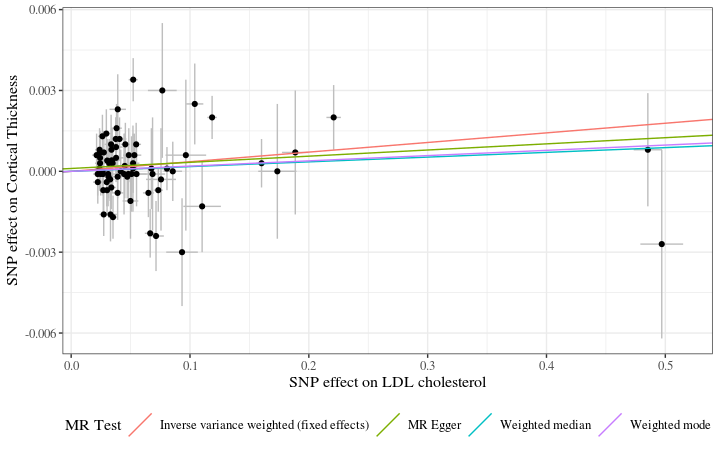 SNP effect on Cortical Thickness
0.006
0.003
0.000
-0.003
-0.006
0.0 0.1 0.2 0.3 0.4 0.5
SNP effect on LDL cholesterol
MR Test Inverse variance weighted (fixed effects) MR Egger Weighted median Weighted mode